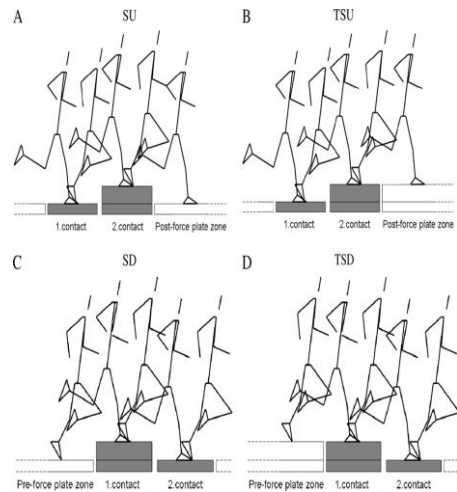 A SU
B TSU
1.contact 2.contact Post-force plate zone
1.contact 2.contact Post-force plate zone
C SD
D TSD
Pre-force plate zone 1.contact 2.contact
Pre-force plate zone 1.contact 2.contact